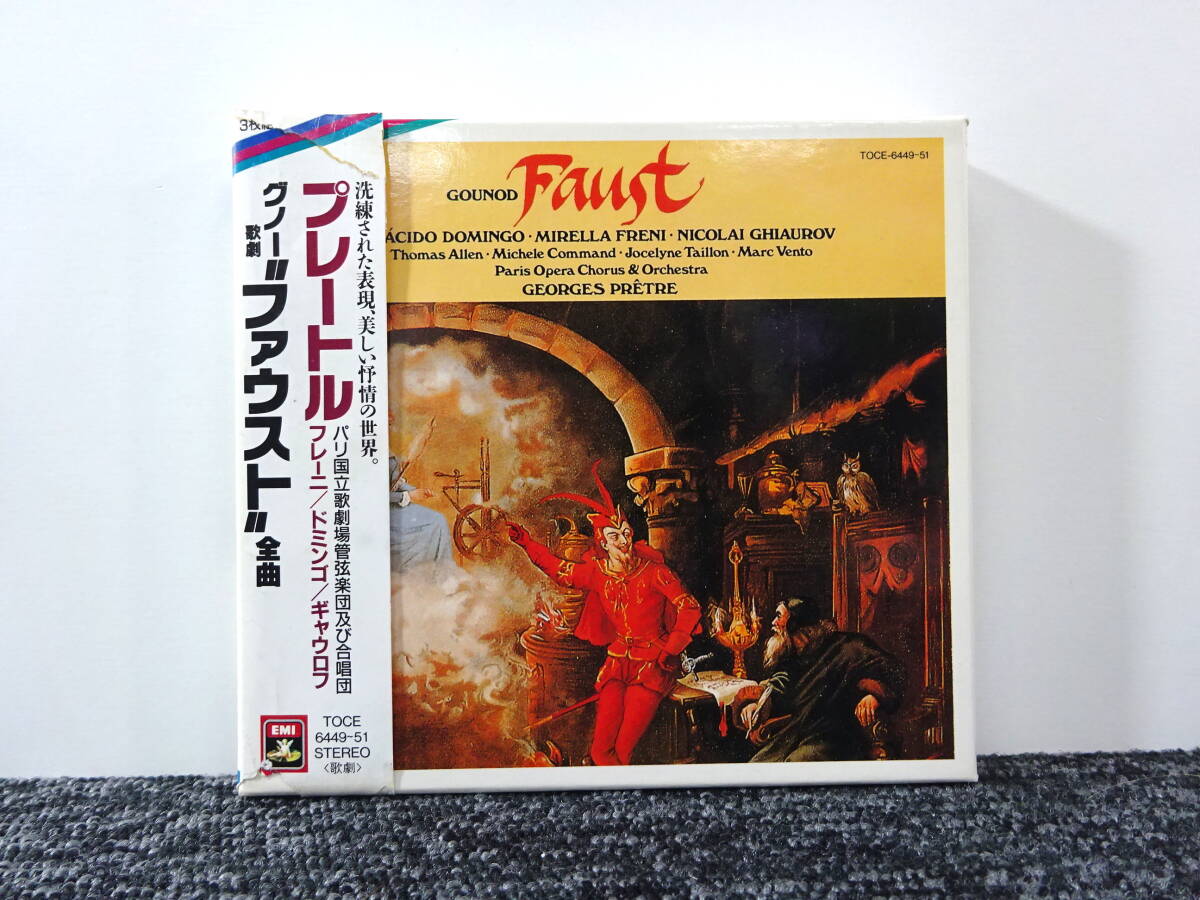 洗練された表現、美しい抒情の世界。
プレートル
パリ国立歌劇場管弦楽団及び合唱団
フレーニ/ドミンゴ/ギャウロフ
グノー
歌劇
"ファウスト"
全曲
EMI
TOCE
6449~51
STEREO
〈歌劇〉
TOCE-6449~51
GOUNOD Faust
ÁCIDO DOMINGO · MIRELLA FRENI · NICOLAI GHIAUROV
Thomas Allen · Michele Command · Jocelyne Taillon · Marc Vento
Paris Opera Chorus & Orchestra
GEORGES PRÊTRE